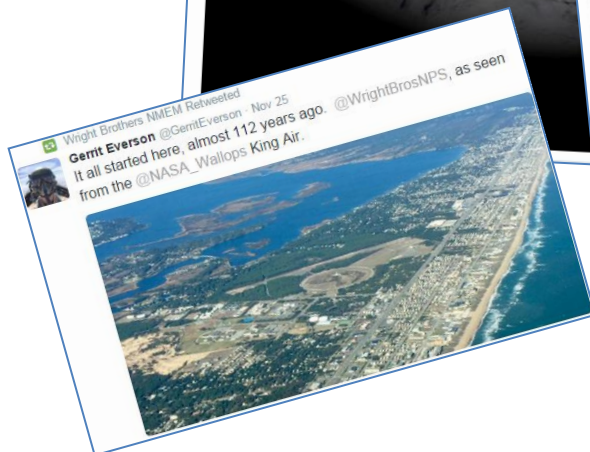 Wright Brothers NMEM Retweeted
Gerrit Everson @GerritEverson · Nov 25
It all started here, almost 112 years ago. @WrightBrosNPS, as seen
from the @NASA_Wallops King Air.